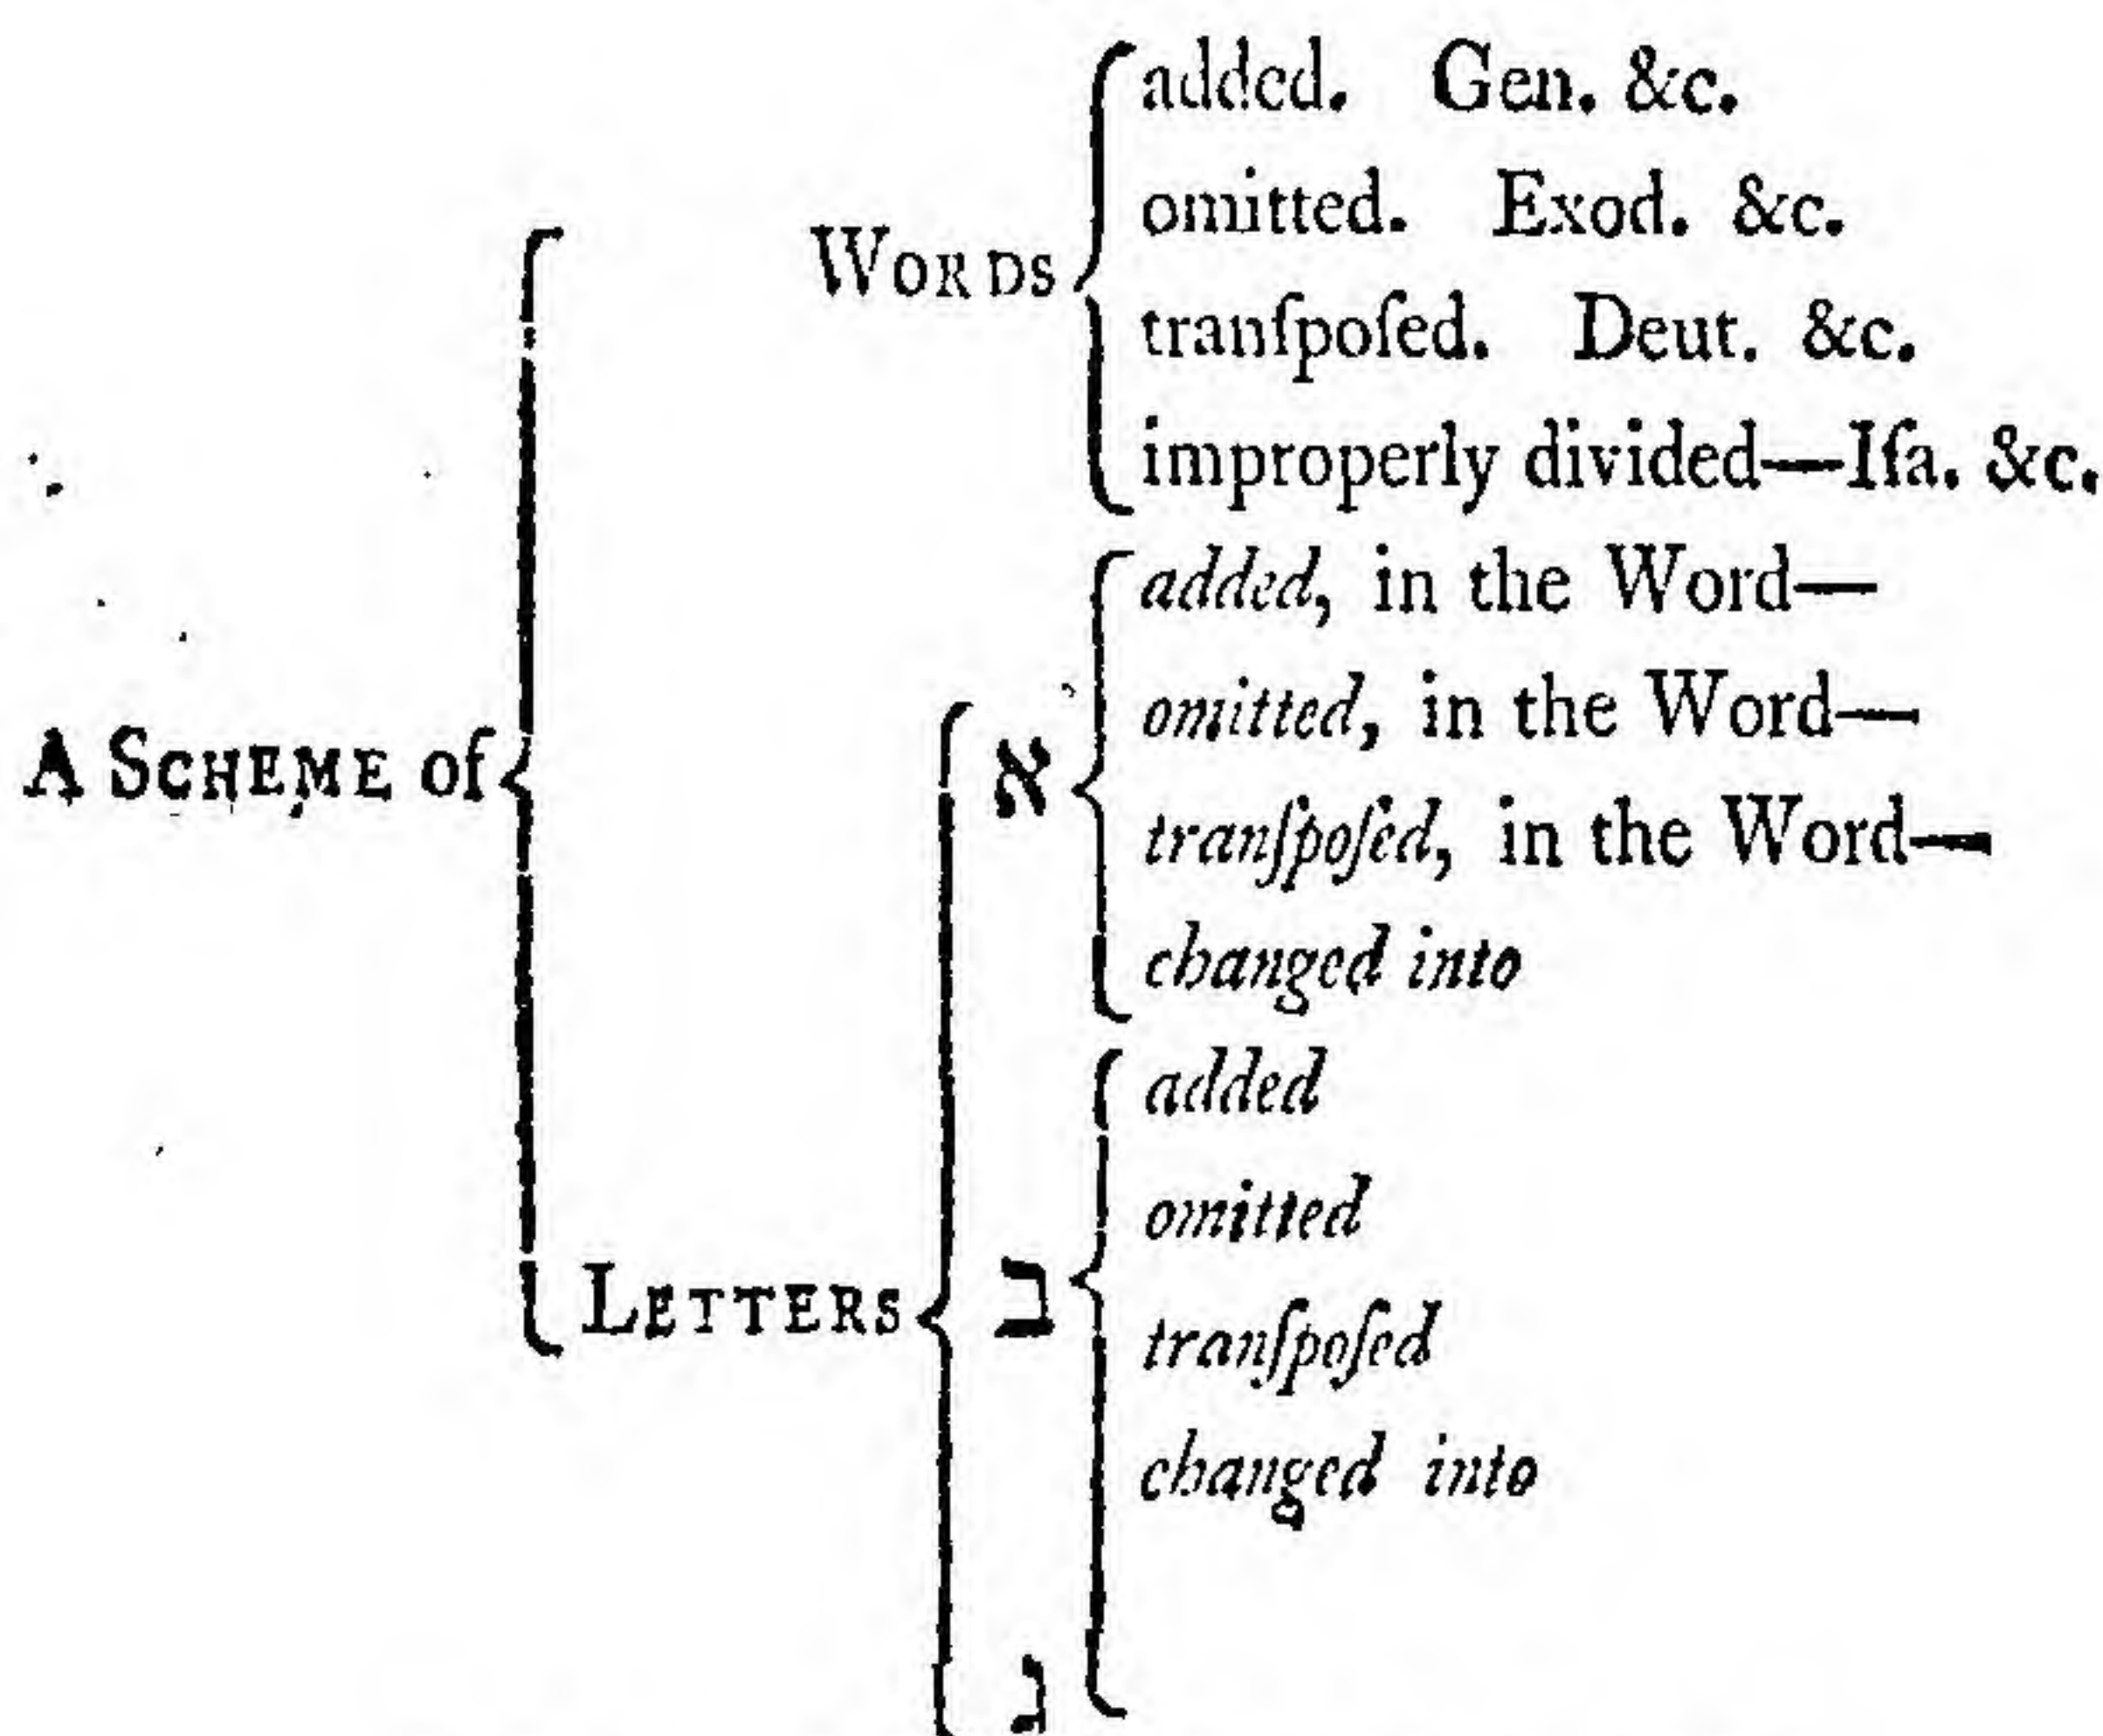 added. Gen. &c.
omitted. Exod. &c.
WORDS
tranſpoſed. Deut. &c.
improperly divided—Iſa. &c.
added, in the Word—
omitted, in the Word—
A SCHEME of
א
tranſpoſed, in the Word—
changed into
added
omitted
LETTERS
ב
tranſpoſed
changed into
נ